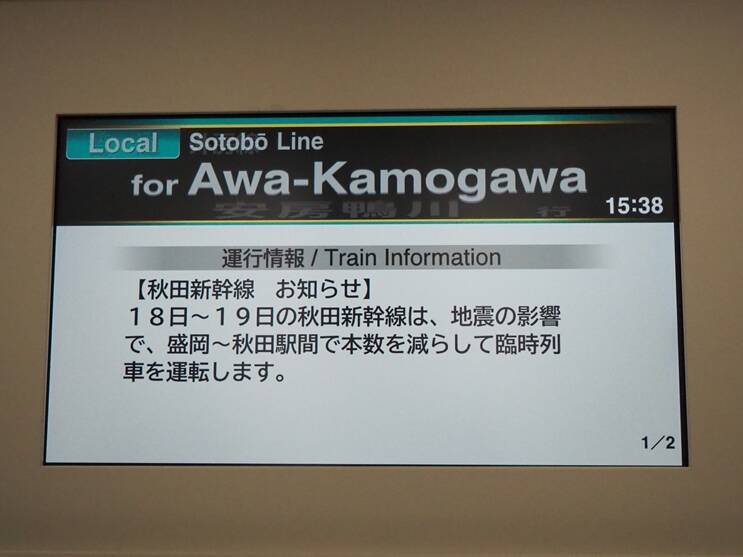 Local Sotobō Line
for Awa-Kamogawa
安房鴨川 行
15:38
運行情報 / Train Information
【秋田新幹線　お知らせ】
１８日～１９日の秋田新幹線は、地震の影響
で、盛岡～秋田駅間で本数を減らして臨時列
車を運転します。
1／2